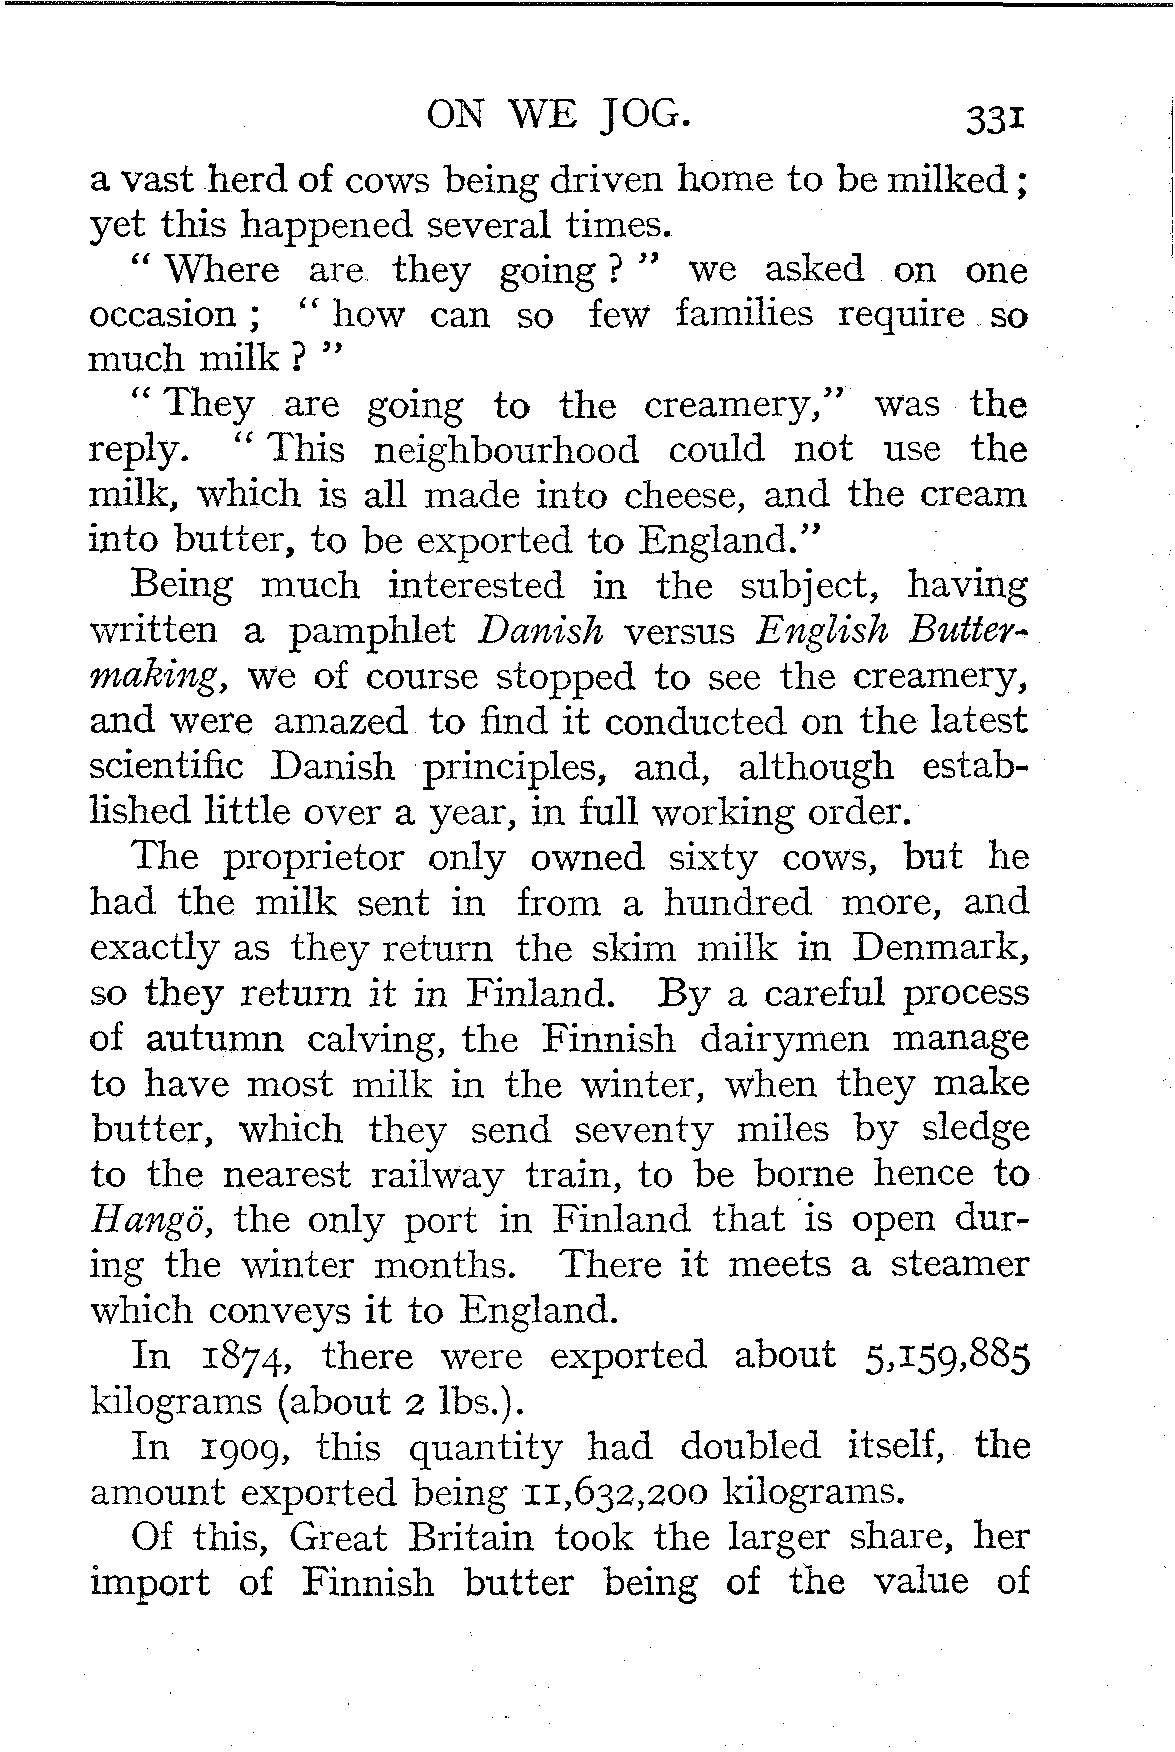 ON WE JOG. 331
a vast herd of cows being driven home to be milked ;
yet this happened several times.
“ Where are they going ? ” we asked on one
occasion ; “ how can so few families require so
much milk ? ”
“ They are going to the creamery,” was the
reply. “ This neighbourhood could not use the
milk, which is all made into cheese, and the cream
into butter, to be exported to England.”
Being much interested in the subject, having
written a pamphlet Danish versus English Butter-
making, we of course stopped to see the creamery,
and were amazed to find it conducted on the latest
scientific Danish principles, and, although estab-
lished little over a year, in full working order.
The proprietor only owned sixty cows, but he
had the milk sent in from a hundred more, and
exactly as they return the skim milk in Denmark,
so they return it in Finland. By a careful process
of autumn calving, the Finnish dairymen manage
to have most milk in the winter, when they make
butter, which they send seventy miles by sledge
to the nearest railway train, to be borne hence to
Hangö, the only port in Finland that is open dur-
ing the winter months. There it meets a steamer
which conveys it to England.
In 1874, there were exported about 5,159,885
kilograms (about 2 lbs.).
In 1909, this quantity had doubled itself, the
amount exported being 11,632,200 kilograms.
Of this, Great Britain took the larger share, her
import of Finnish butter being of the value of